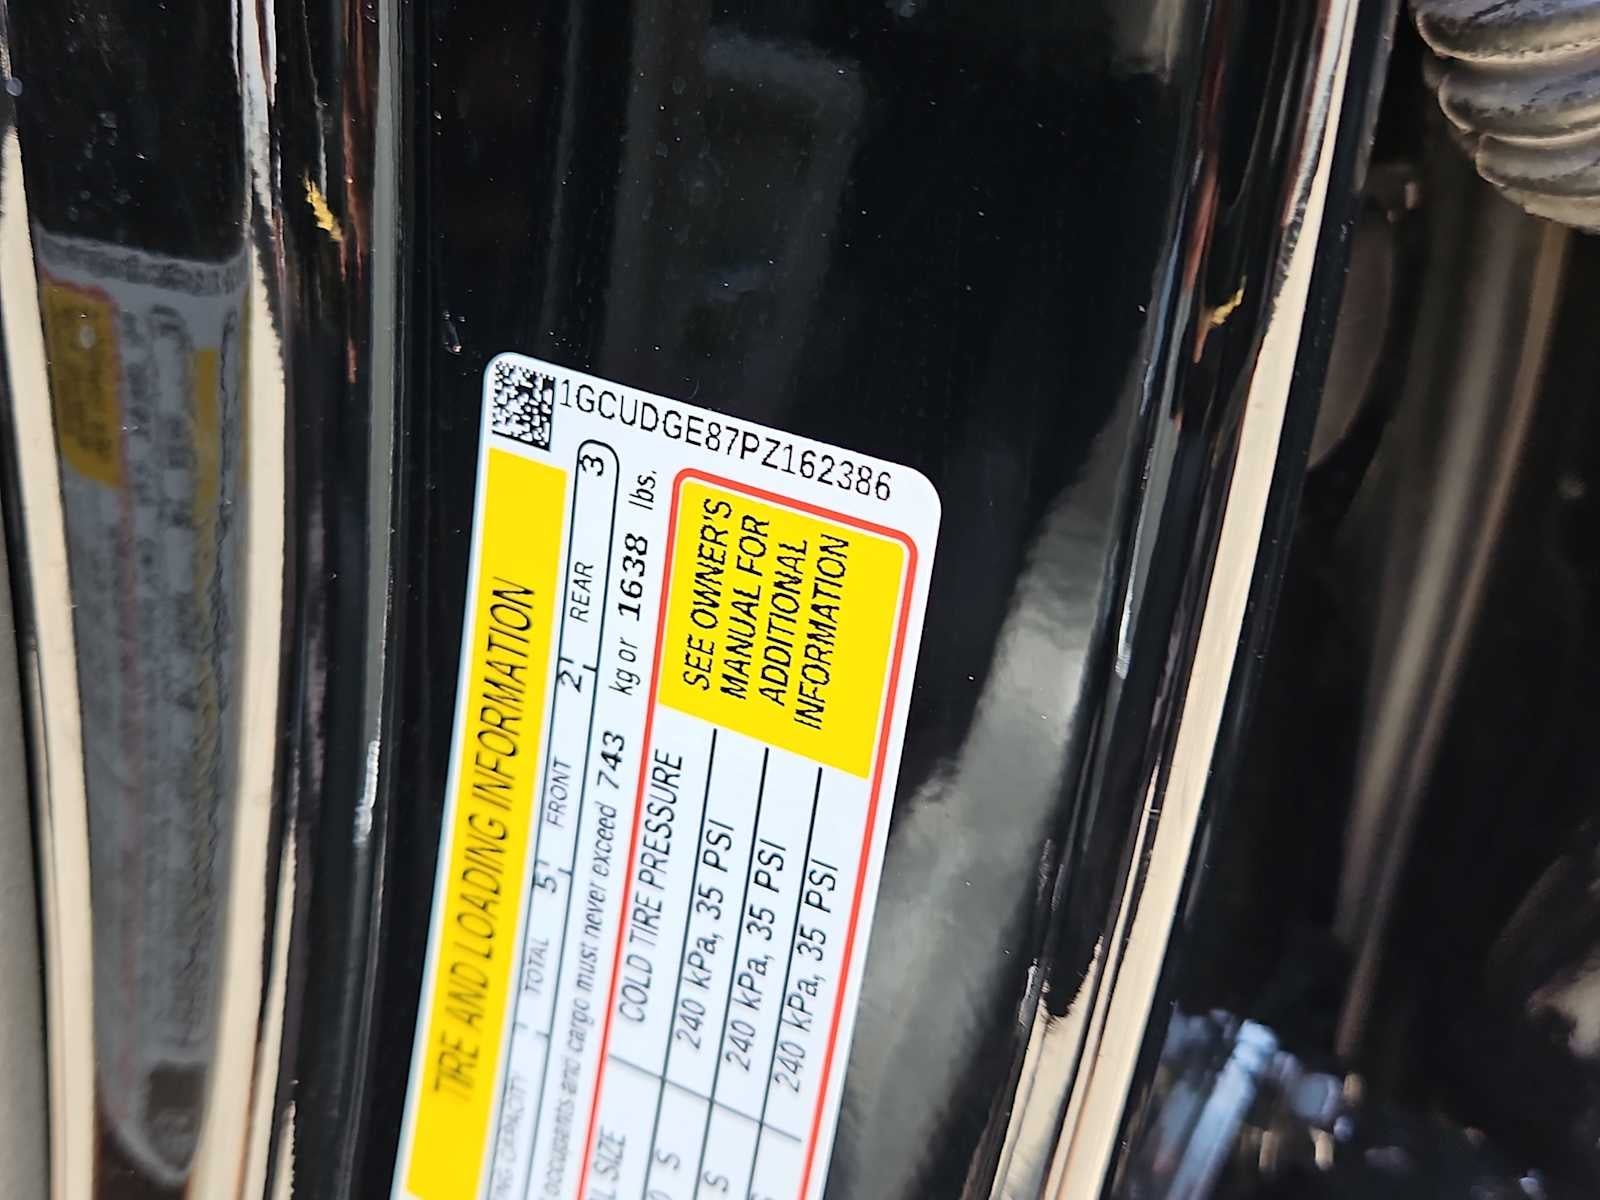 1GCUDGE87PZ162386
TIRE AND LOADING INFORMATION
TOTAL 5 FRONT 2 REAR 3
occupants and cargo must never exceed 743 kg or 1638 lbs.
SIZE COLD TIRE PRESSURE
S 240 kPa, 35 PSI
S 240 kPa, 35 PSI
240 kPa, 35 PSI
SEE OWNER'S
MANUAL FOR
ADDITIONAL
INFORMATION